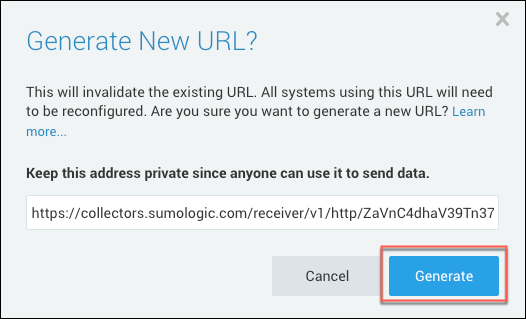 Generate New URL?
This will invalidate the existing URL. All systems using this URL will need
to be reconfigured. Are you sure you want to generate a new URL? Learn
more...
Keep this address private since anyone can use it to send data.
https://collectors.sumologic.com/receiver/v1/http/ZaVnC4dhaV39Tn37
Cancel
Generate